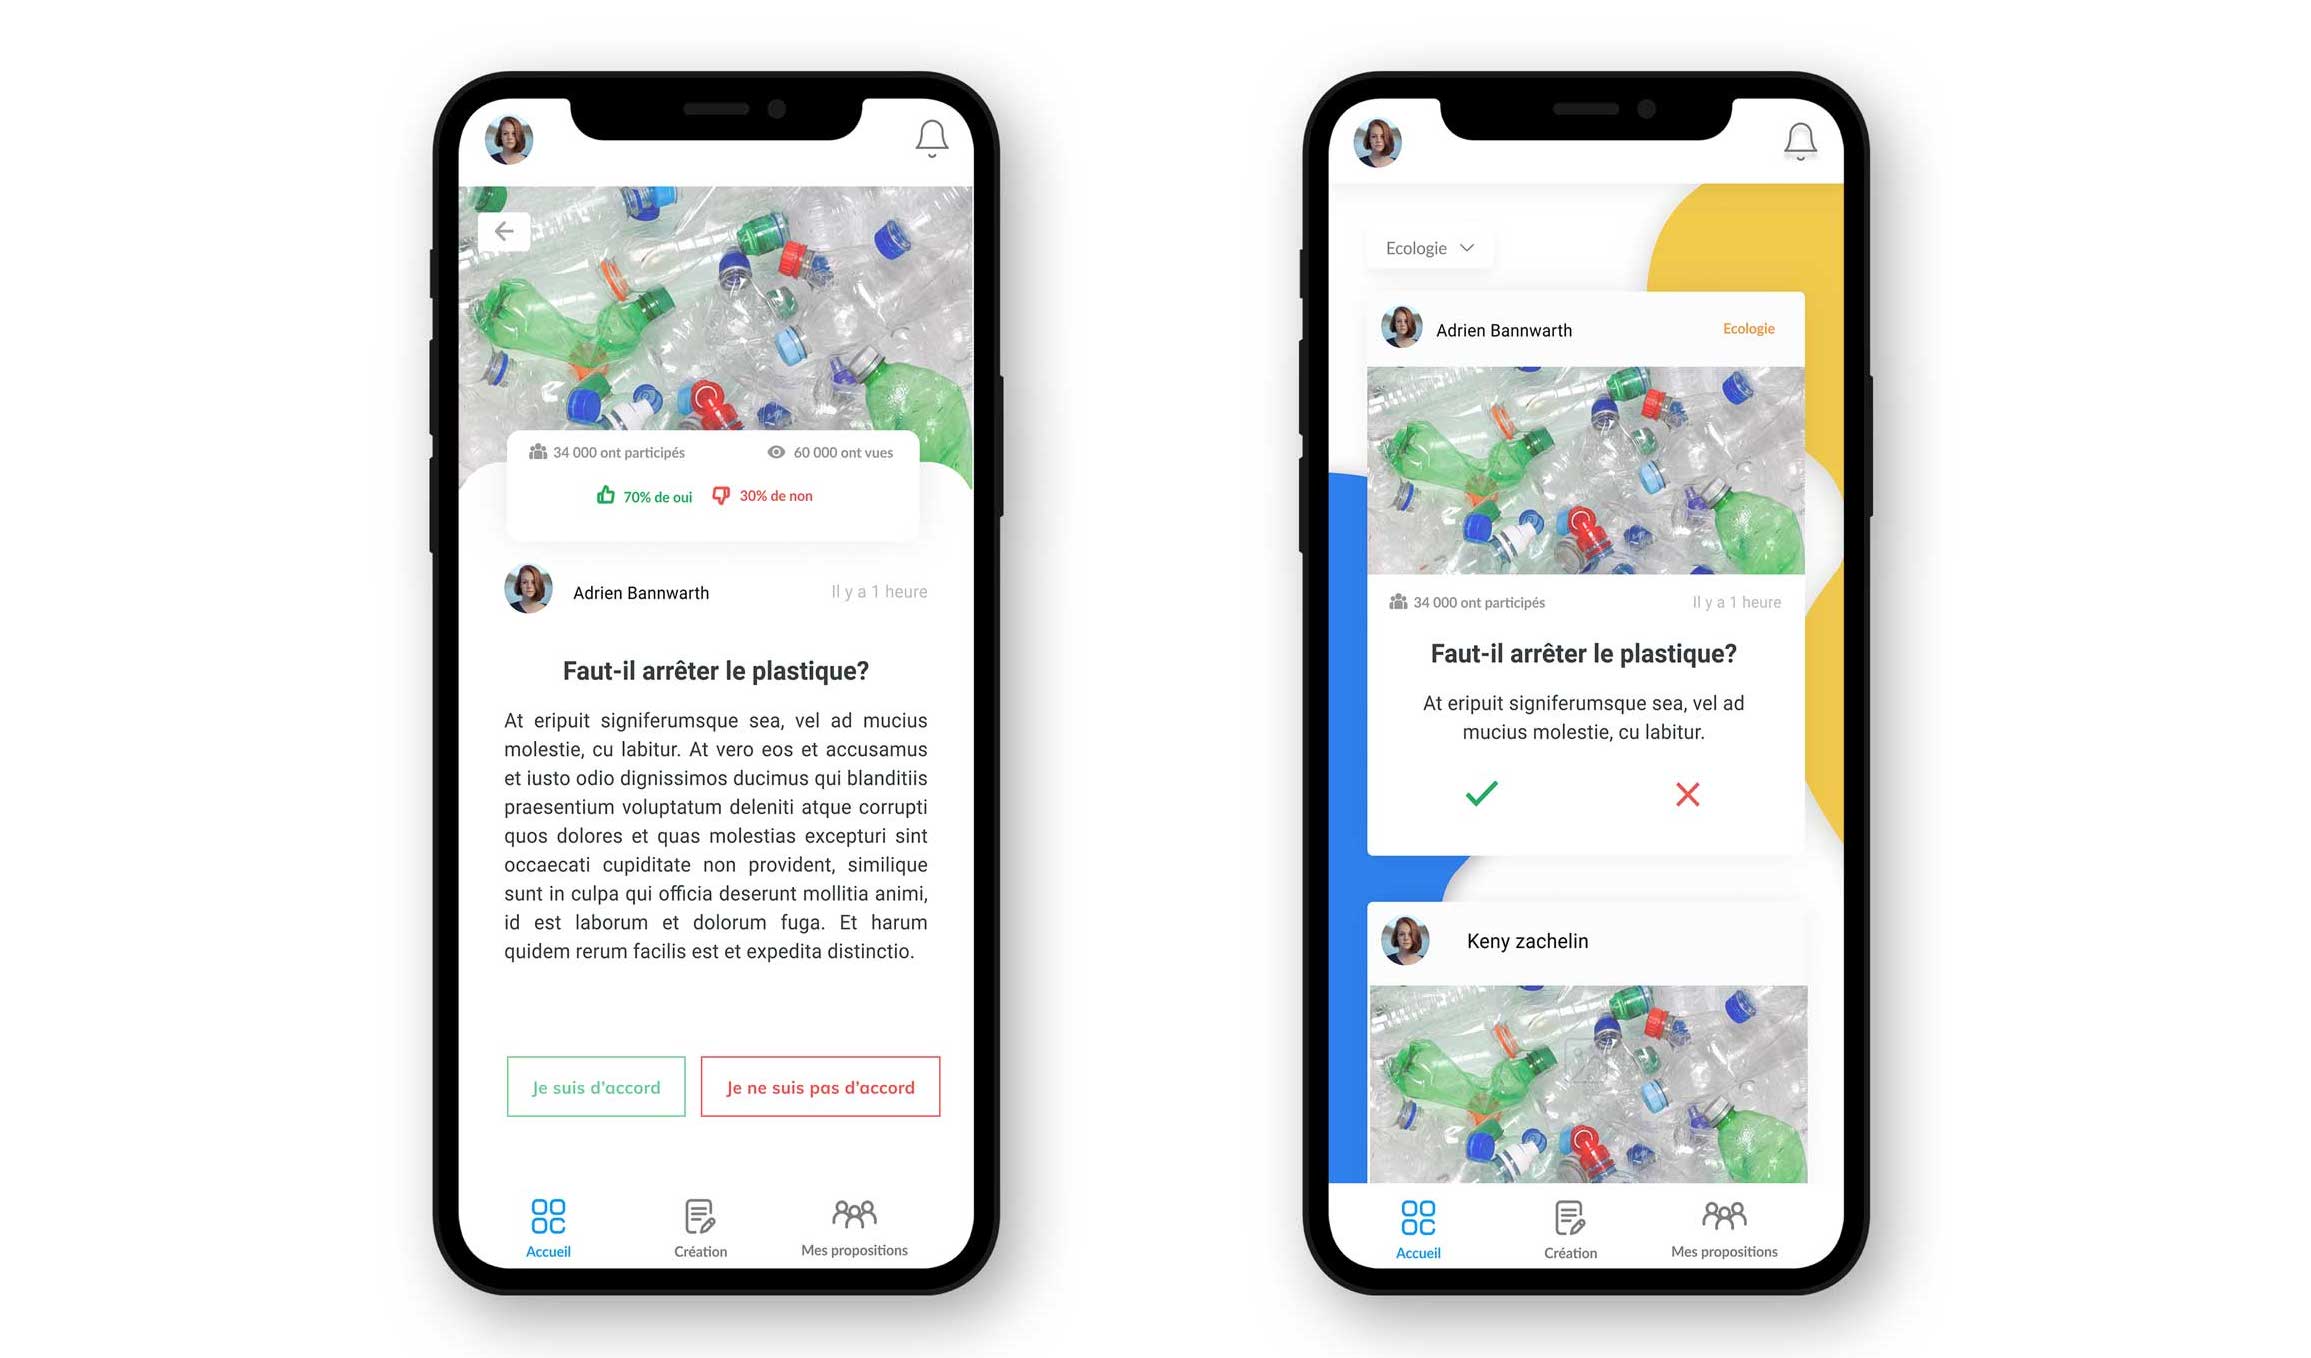 34 000 ont participés
60 000 ont vues
70% de oui
30% de non
Adrien Bannwarth
Il y a 1 heure
Faut-il arrêter le plastique?
At eripuit signiferumsque sea, vel ad mucius
molestie, cu labitur. At vero eos et accusamus
et iusto odio dignissimos ducimus qui blanditiis
praesentium voluptatum deleniti atque corrupti
quos dolores et quas molestias excepturi sint
occaecati cupiditate non provident, similique
sunt in culpa qui officia deserunt mollitia animi,
id est laborum et dolorum fuga. Et harum
quidem rerum facilis est et expedita distinctio.
Je suis d'accord
Je ne suis pas d'accord
Accueil
Création
Mes propositions
Ecologie
Adrien Bannwarth
Ecologie
34 000 ont participés
Il y a 1 heure
Faut-il arrêter le plastique?
At eripuit signiferumsque sea, vel ad
mucius molestie, cu labitur.
Keny zachelin
Accueil
Création
Mes propositions